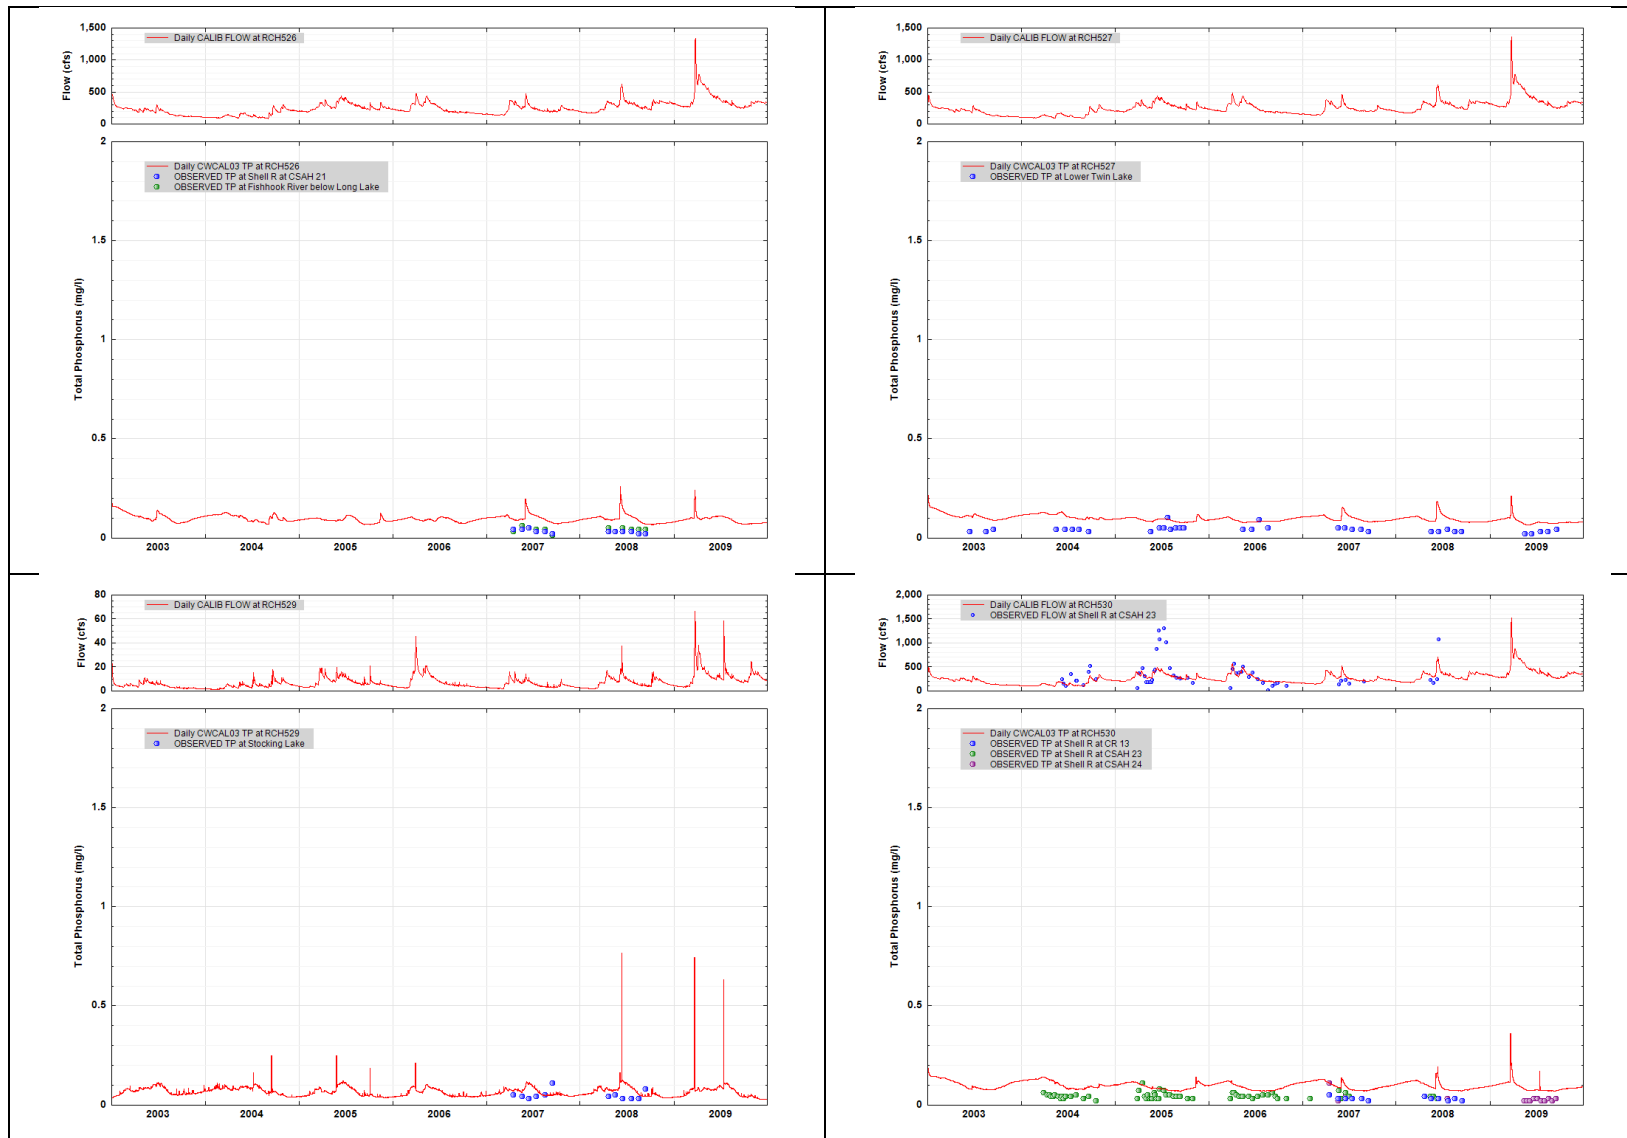 1,500
1,000
500
0
Flow (cfs)
Daily CALIB FLOW at RCH526
2
1.5
1
0.5
0
Total Phosphorus (mg/l)
Daily CWCAL03 TP at RCH526
OBSERVED TP at Shell R at CSAH 21
OBSERVED TP at Fishhook River below Long Lake
2003 2004 2005 2006 2007 2008 2009
1,500
1,000
500
0
Flow (cfs)
Daily CALIB FLOW at RCH527
2
1.5
1
0.5
0
Total Phosphorus (mg/l)
Daily CWCAL03 TP at RCH527
OBSERVED TP at Lower Twin Lake
2003 2004 2005 2006 2007 2008 2009
80
60
40
20
0
Flow (cfs)
Daily CALIB FLOW at RCH529
2
1.5
1
0.5
0
Total Phosphorus (mg/l)
Daily CWCAL03 TP at RCH529
OBSERVED TP at Stocking Lake
2003 2004 2005 2006 2007 2008 2009
2,000
1,500
1,000
500
0
Flow (cfs)
Daily CALIB FLOW at RCH530
OBSERVED FLOW at Shell R at CSAH 23
2
1.5
1
0.5
0
Total Phosphorus (mg/l)
Daily CWCAL03 TP at RCH530
OBSERVED TP at Shell R at CR 13
OBSERVED TP at Shell R at CSAH 23
OBSERVED TP at Shell R at CSAH 24
2003 2004 2005 2006 2007 2008 2009